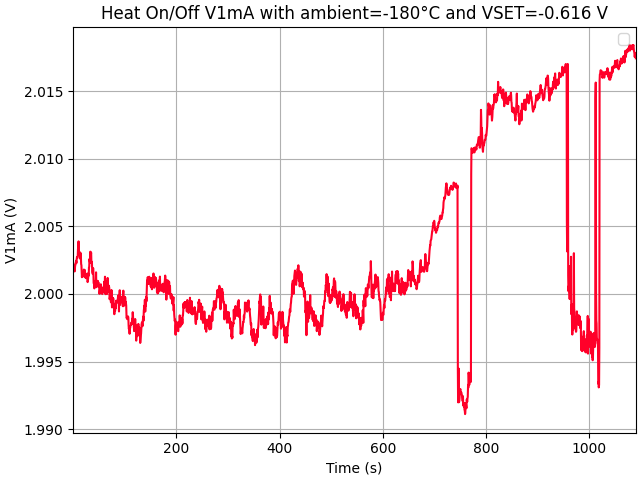 Heat On/Off V1mA with ambient=-180°C and VSET=-0.616 V
2.015
2.010
2.005
2.000
1.995
1.990
V1mA (V)
200 400 600 800 1000
Time (s)